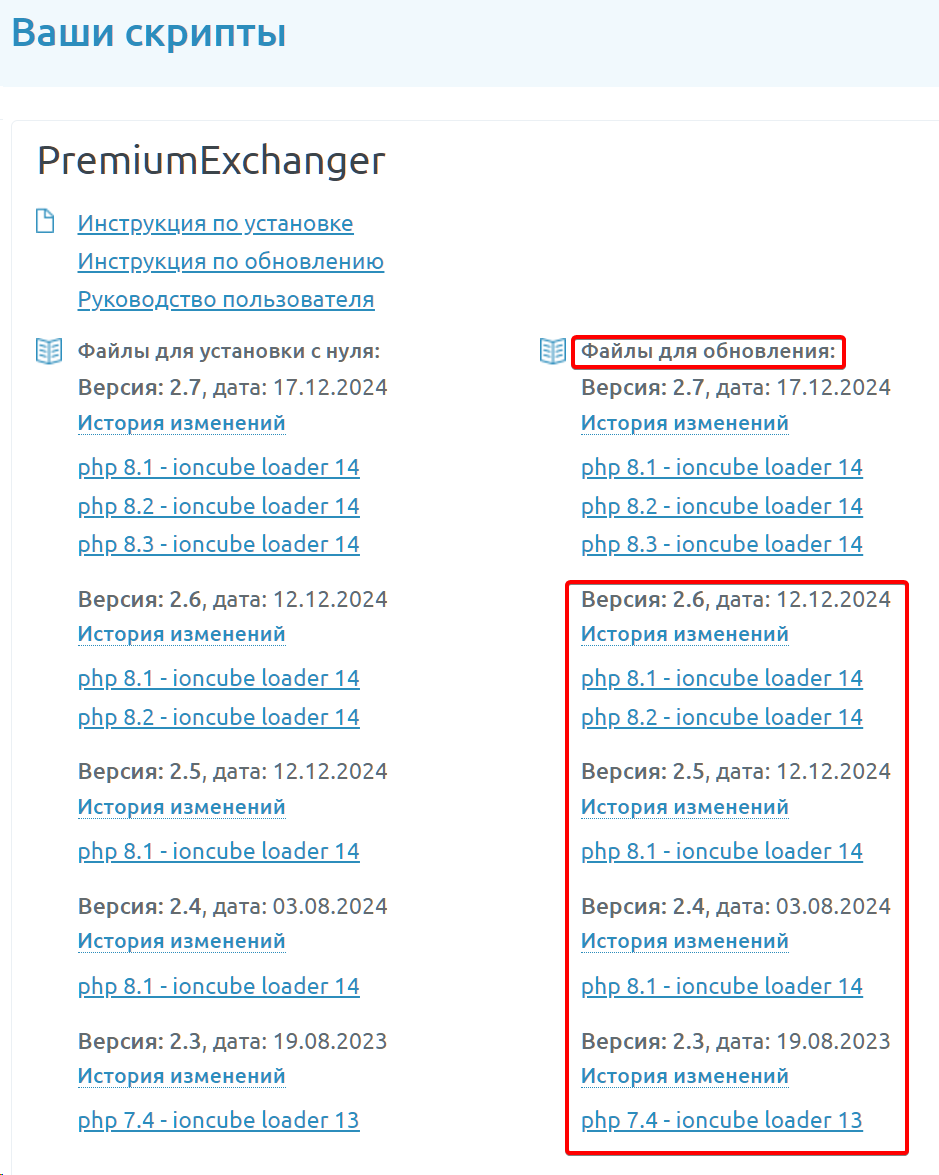 Ваши скрипты
PremiumExchanger
Инструкция по установке
Инструкция по обновлению
Руководство пользователя
Файлы для установки с нуля:
Версия: 2.7, дата: 17.12.2024
История изменений
php 8.1 - ioncube loader 14
php 8.2 - ioncube loader 14
php 8.3 - ioncube loader 14
Версия: 2.6, дата: 12.12.2024
История изменений
php 8.1 - ioncube loader 14
php 8.2 - ioncube loader 14
Версия: 2.5, дата: 12.12.2024
История изменений
php 8.1 - ioncube loader 14
Версия: 2.4, дата: 03.08.2024
История изменений
php 8.1 - ioncube loader 14
Версия: 2.3, дата: 19.08.2023
История изменений
php 7.4 - ioncube loader 13
Файлы для обновления:
Версия: 2.7, дата: 17.12.2024
История изменений
php 8.1 - ioncube loader 14
php 8.2 - ioncube loader 14
php 8.3 - ioncube loader 14
Версия: 2.6, дата: 12.12.2024
История изменений
php 8.1 - ioncube loader 14
php 8.2 - ioncube loader 14
Версия: 2.5, дата: 12.12.2024
История изменений
php 8.1 - ioncube loader 14
Версия: 2.4, дата: 03.08.2024
История изменений
php 8.1 - ioncube loader 14
Версия: 2.3, дата: 19.08.2023
История изменений
php 7.4 - ioncube loader 13